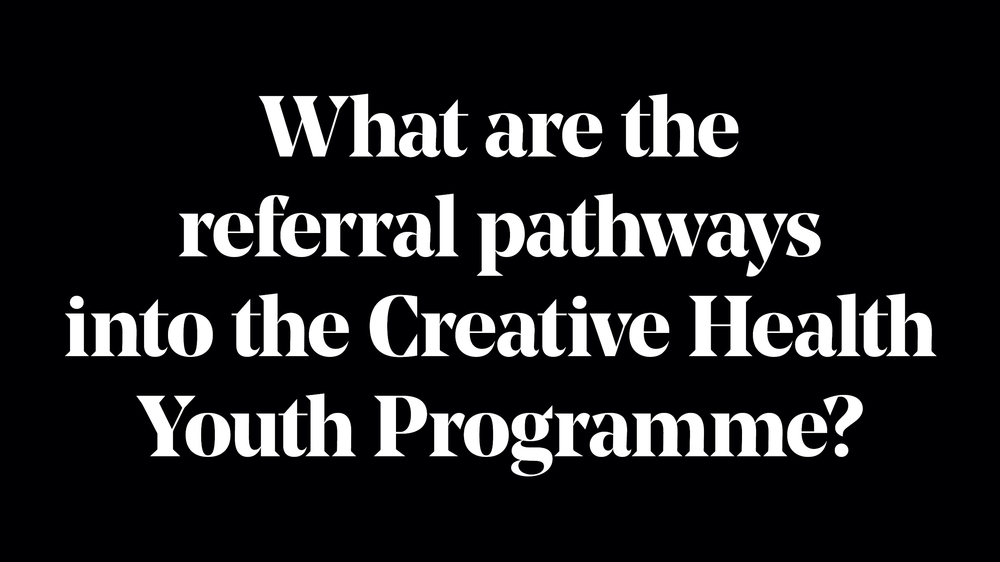 What are the
referral pathways
into the Creative Health
Youth Programme?